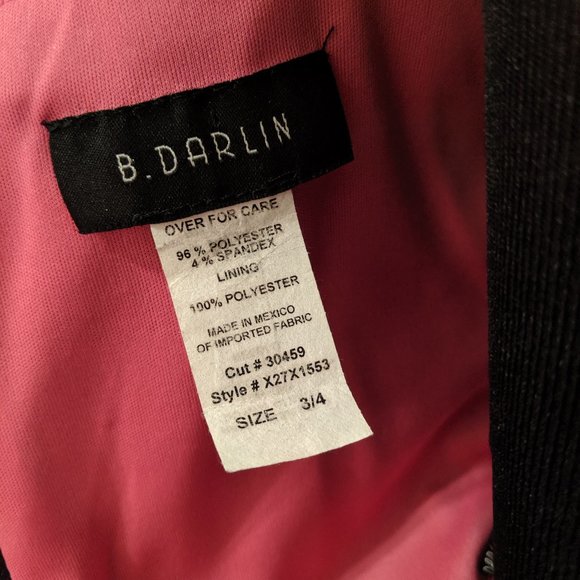 B. DARLIN
OVER FOR CARE
96 % POLYESTER
4 % SPANDEX
LINING
100% POLYESTER
MADE IN MEXICO
OF IMPORTED FABRIC
Cut # 30459
Style # X27X1553
SIZE 3/4